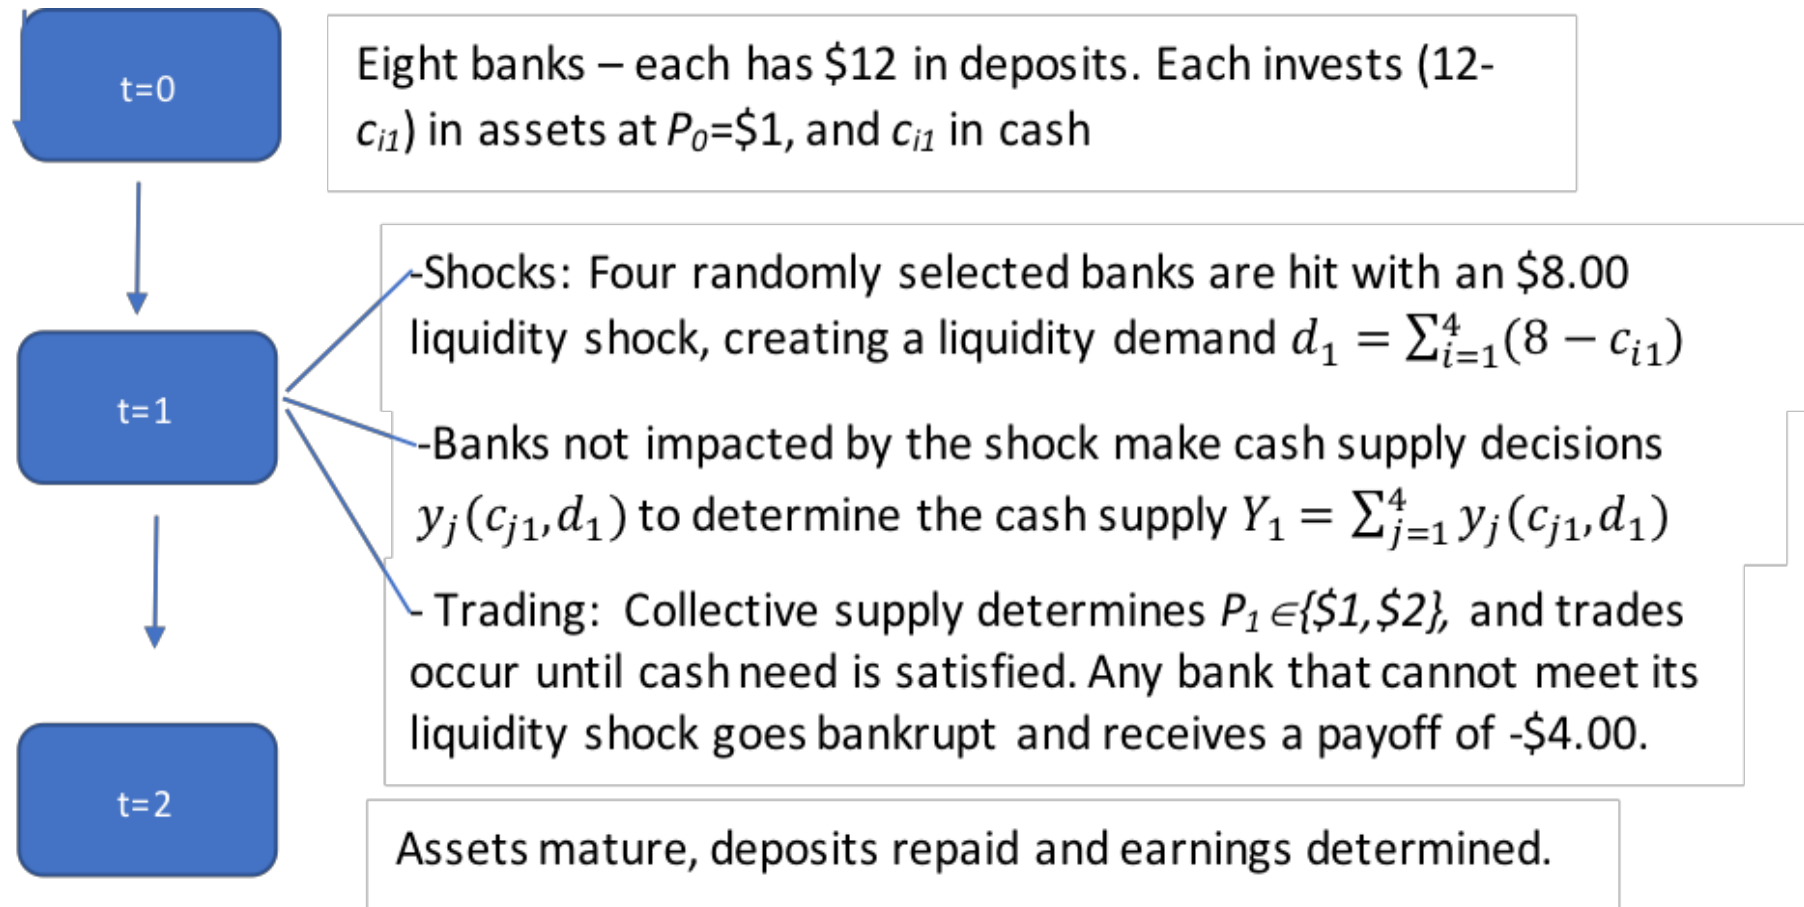 t=0
Eight banks – each has $12 in deposits. Each invests (12-
c_{i1}) in assets at P_0=$1, and c_{i1} in cash
t=1
-Shocks: Four randomly selected banks are hit with an $8.00
liquidity shock, creating a liquidity demand d_1 = ∑_{i=1}^{4}(8 − c_{i1})
-Banks not impacted by the shock make cash supply decisions
y_j(c_{j1},d_1) to determine the cash supply Y_1 = ∑_{j=1}^{4} y_j(c_{j1},d_1)
- Trading: Collective supply determines P_1 ∈{$1,$2}, and trades
occur until cash need is satisfied. Any bank that cannot meet its
liquidity shock goes bankrupt and receives a payoff of -$4.00.
t=2
Assets mature, deposits repaid and earnings determined.